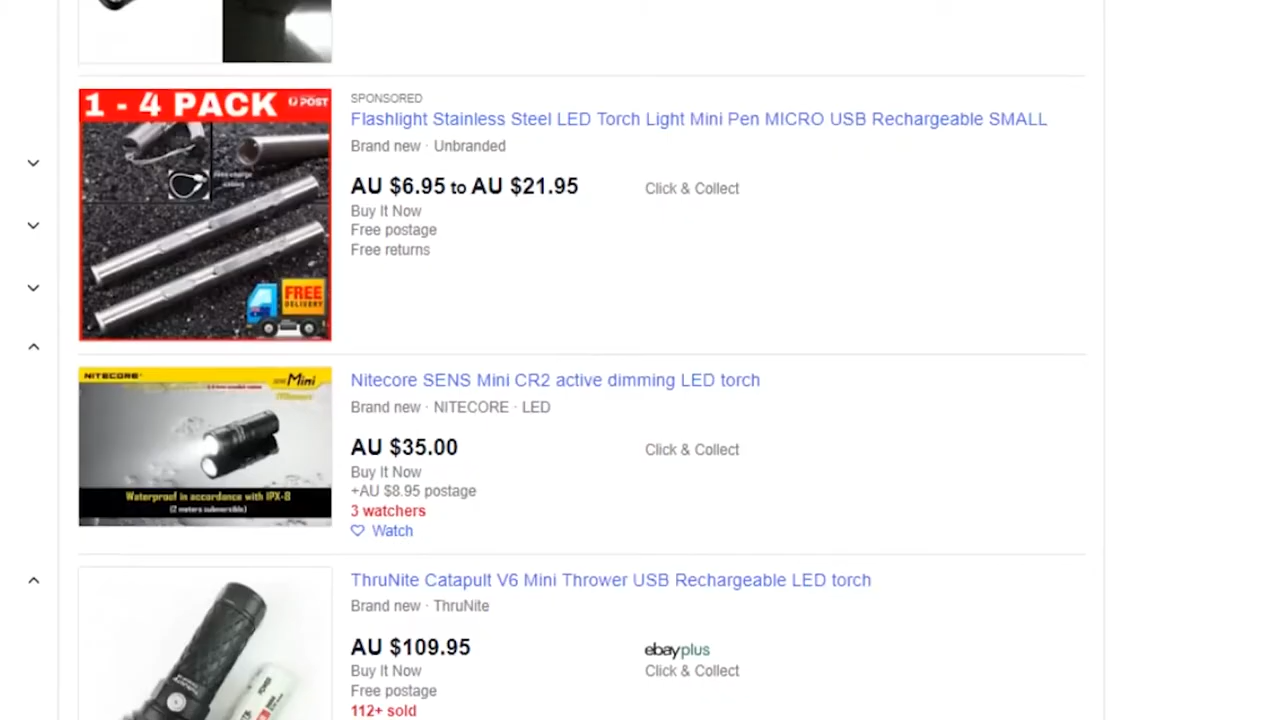 1 - 4 PACK
POST
SPONSORED
Flashlight Stainless Steel LED Torch Light Mini Pen MICRO USB Rechargeable SMALL
Brand new · Unbranded
AU $6.95 to AU $21.95
Click & Collect
Buy It Now
Free postage
Free returns
FREE
DELIVERY
NITECORE
Mini
Waterproof in accordance with IPX-8
(2 meters submersible)
Nitecore SENS Mini CR2 active dimming LED torch
Brand new · NITECORE · LED
AU $35.00
Click & Collect
Buy It Now
+AU $8.95 postage
3 watchers
Watch
ThruNite Catapult V6 Mini Thrower USB Rechargeable LED torch
Brand new · ThruNite
AU $109.95
ebayplus
Buy It Now
Click & Collect
Free postage
112+ sold